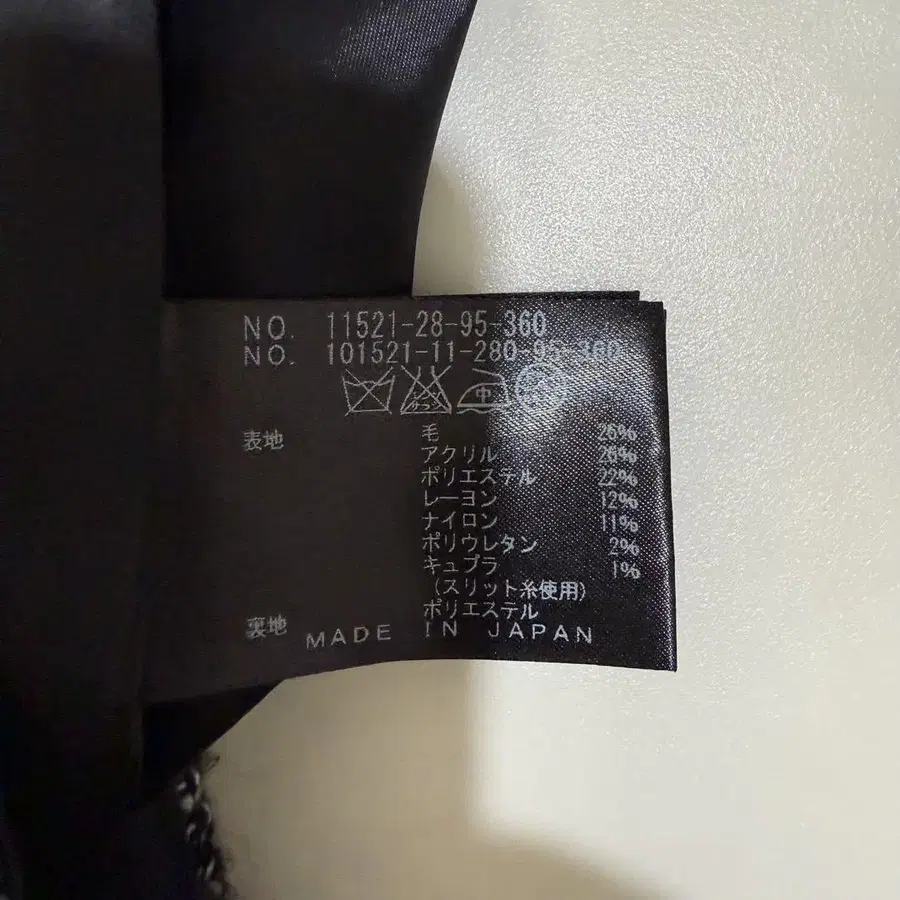 NO. 11521-28-95-360
NO. 101521-11-280-95-360
中
表地 毛 26%
アクリル 26%
ポリエステル 22%
レーヨン 12%
ナイロン 11%
ポリウレタン 2%
キュプラ 1%
(スリット糸使用)
裏地 ポリエステル
MADE IN JAPAN